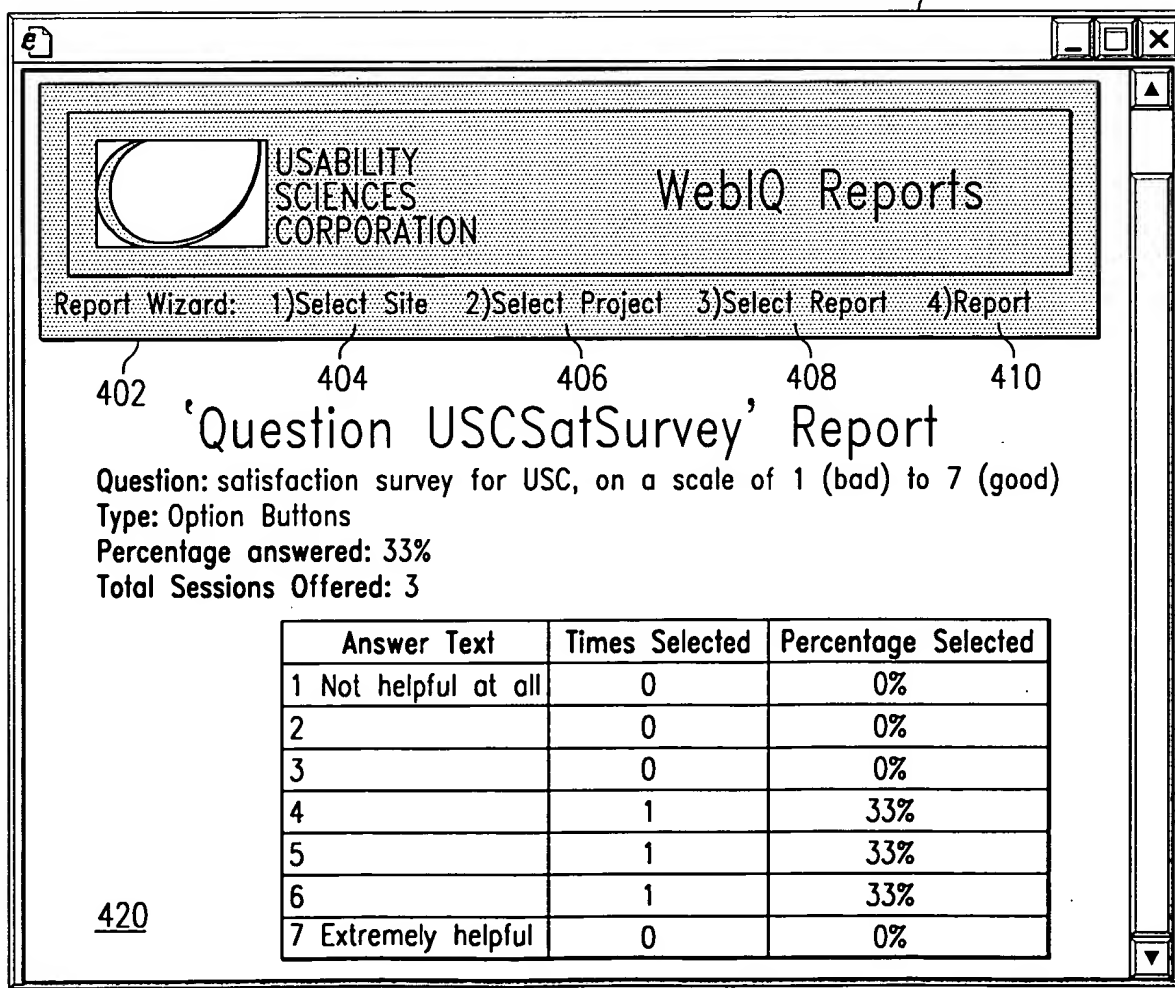 USABILITY
SCIENCES
CORPORATION
WebIQ Reports
Report Wizard: 1)Select Site 2)Select Project 3)Select Report 4)Report
402 404 406 408 410
'Question USCSatSurvey' Report
Question: satisfaction survey for USC, on a scale of 1 (bad) to 7 (good)
Type: Option Buttons
Percentage answered: 33%
Total Sessions Offered: 3
Answer Text Times Selected Percentage Selected
1 Not helpful at all 0 0%
2 0 0%
3 0 0%
4 1 33%
5 1 33%
6 1 33%
7 Extremely helpful 0 0%
420